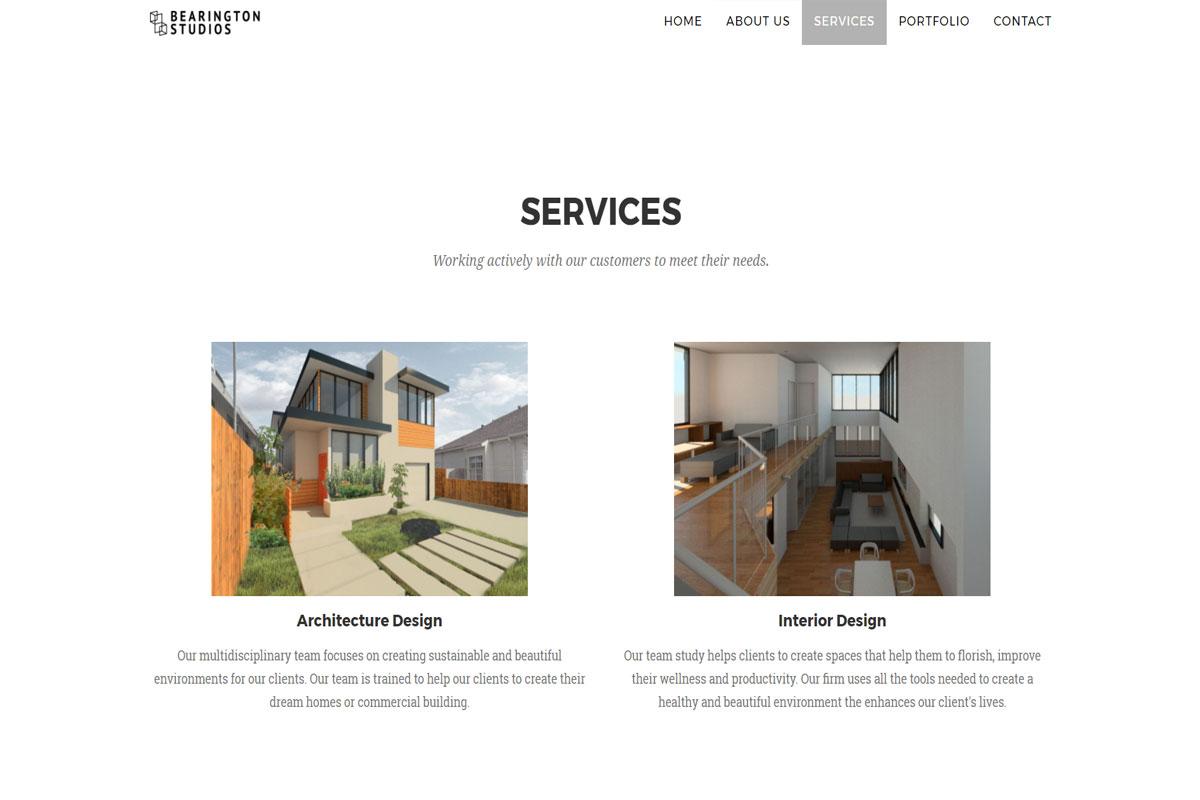 BEARINGTON
STUDIOS
HOME ABOUT US SERVICES PORTFOLIO CONTACT
SERVICES
Working actively with our customers to meet their needs.
Architecture Design
Our multidisciplinary team focuses on creating sustainable and beautiful
environments for our clients. Our team is trained to help our clients to create their
dream homes or commercial building.
Interior Design
Our team study helps clients to create spaces that help them to florish, improve
their wellness and productivity. Our firm uses all the tools needed to create a
healthy and beautiful environment the enhances our client's lives.